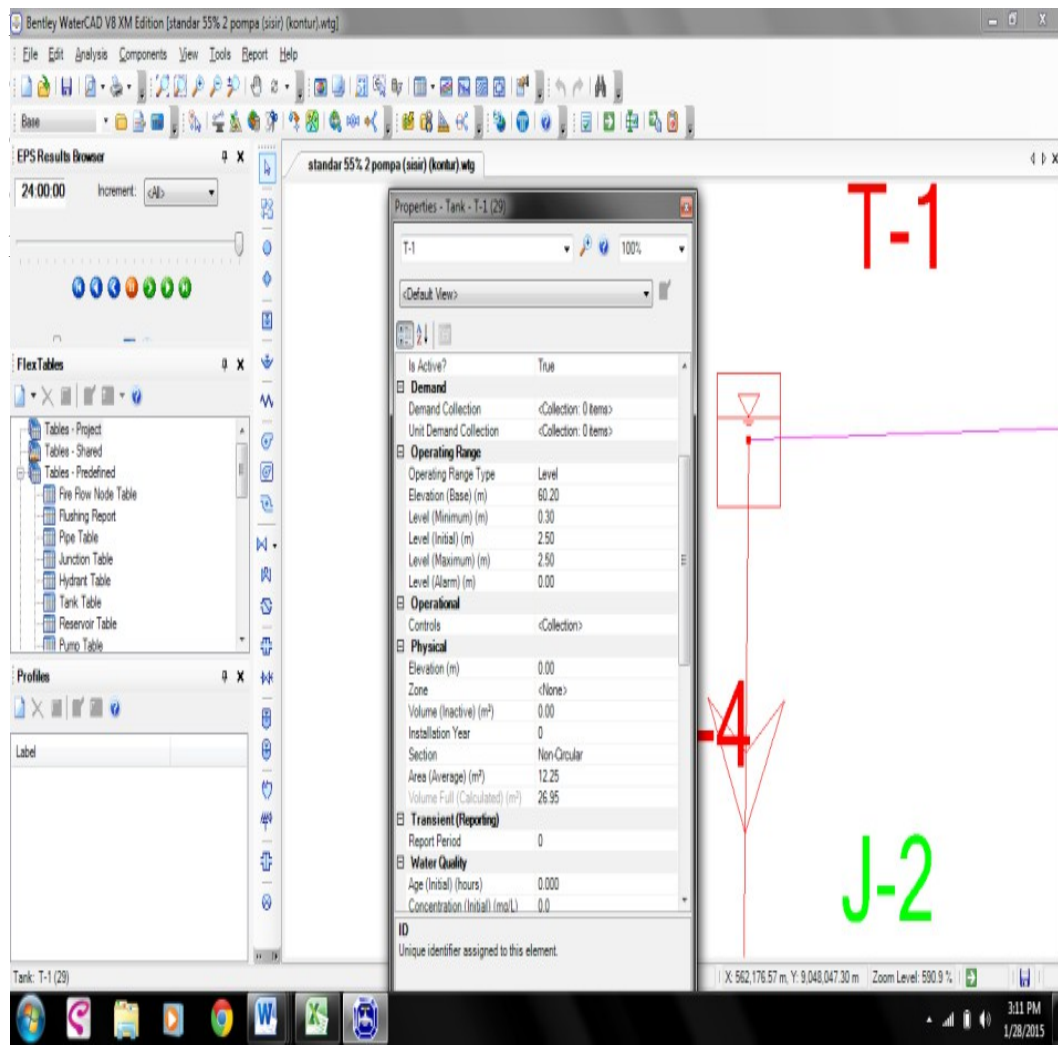 Bentley WaterCAD V8 XM Edition [standar 55% 2 pompa (sisir) (kontur).wtg]
File Edit Analysis Components View Tools Report Help
Base
EPS Results Browser
24:00:00 Increment: <All>
FlexTables
Tables - Project
Tables - Shared
Tables - Predefined
Fire Flow Node Table
Flushing Report
Pipe Table
Junction Table
Hydrant Table
Tank Table
Reservoir Table
Pump Table
Profiles
Label
standar 55% 2 pompa (sisir) (kontur).wtg
Properties - Tank - T-1 (29)
T-1 100%
<Default View>
Is Active? True
Demand
Demand Collection <Collection: 0 items>
Unit Demand Collection <Collection: 0 items>
Operating Range
Operating Range Type Level
Elevation (Base) (m) 60.20
Level (Minimum) (m) 0.30
Level (Initial) (m) 2.50
Level (Maximum) (m) 2.50
Level (Alarm) (m) 0.00
Operational
Controls <Collection>
Physical
Elevation (m) 0.00
Zone <None>
Volume (Inactive) (m³) 0.00
Installation Year 0
Section Non-Circular
Area (Average) (m²) 12.25
Volume Full (Calculated) (m³) 26.95
Transient (Reporting)
Report Period 0
Water Quality
Age (Initial) (hours) 0.000
Concentration (Initial) (mg/L) 0.0
ID
Unique identifier assigned to this element.
T-1
-4
J-2
Tank: T-1 (29)
X: 562,176.57 m, Y: 9,048,047.30 m Zoom Level: 590.9 %
3:11 PM
1/28/2015